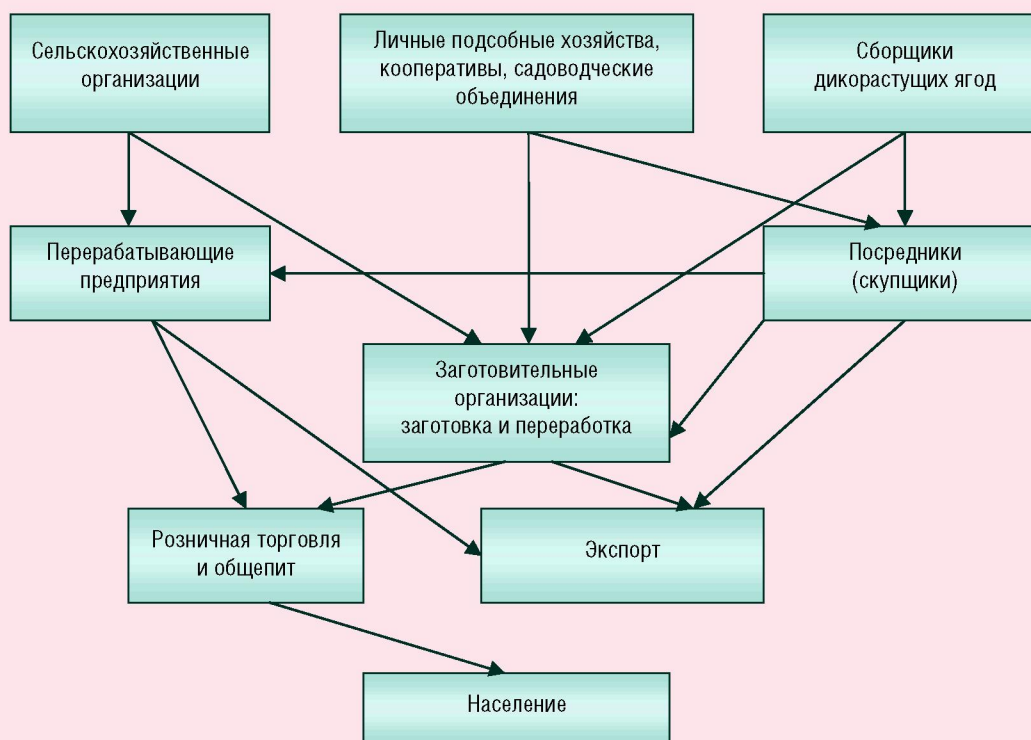 Сельскохозяйственные
организации
Личные подсобные хозяйства,
кооперативы, садоводческие
объединения
Сборщики
дикорастущих ягод
Перерабатывающие
предприятия
Посредники
(скупщики)
Заготовительные
организации:
заготовка и переработка
Розничная торговля
и общепит
Экспорт
Население